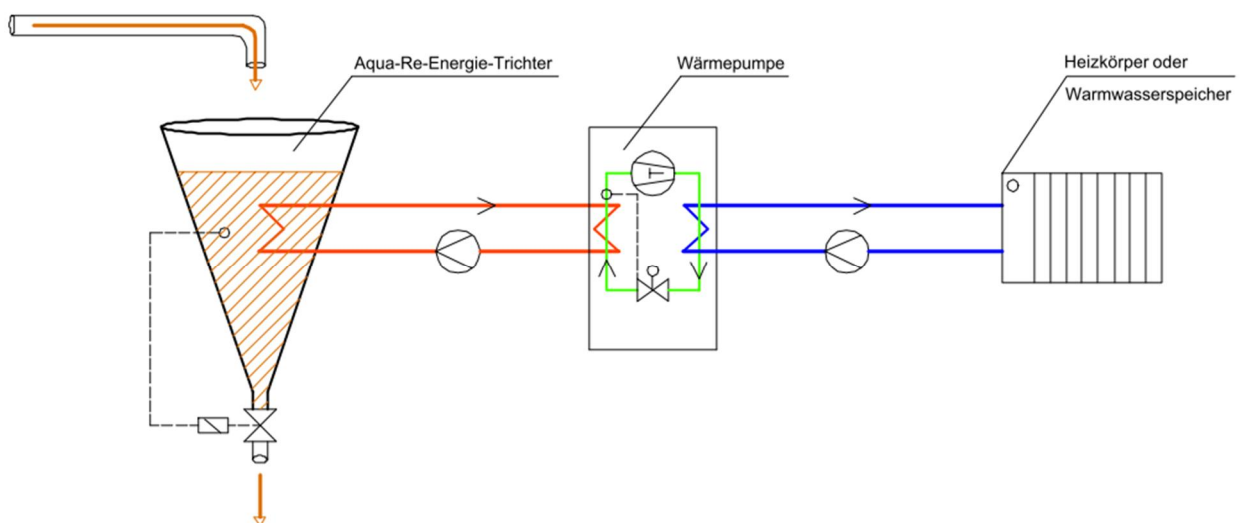 Aqua-Re-Energie-Trichter
Wärmepumpe
Heizkörper oder
Warmwasserspeicher